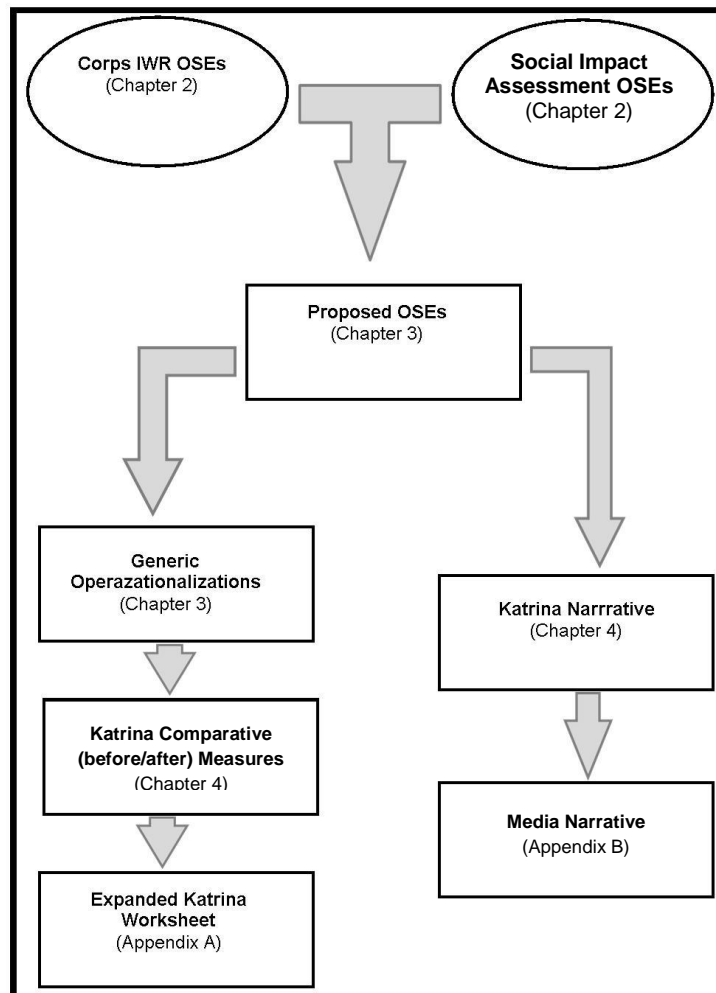 Corps IWR OSEs
(Chapter 2)
Social Impact
Assessment OSEs
(Chapter 2)
Proposed OSEs
(Chapter 3)
Generic
Operazationalizations
(Chapter 3)
Katrina Narrrative
(Chapter 4)
Katrina Comparative
(before/after) Measures
(Chapter 4)
Media Narrative
(Appendix B)
Expanded Katrina
Worksheet
(Appendix A)